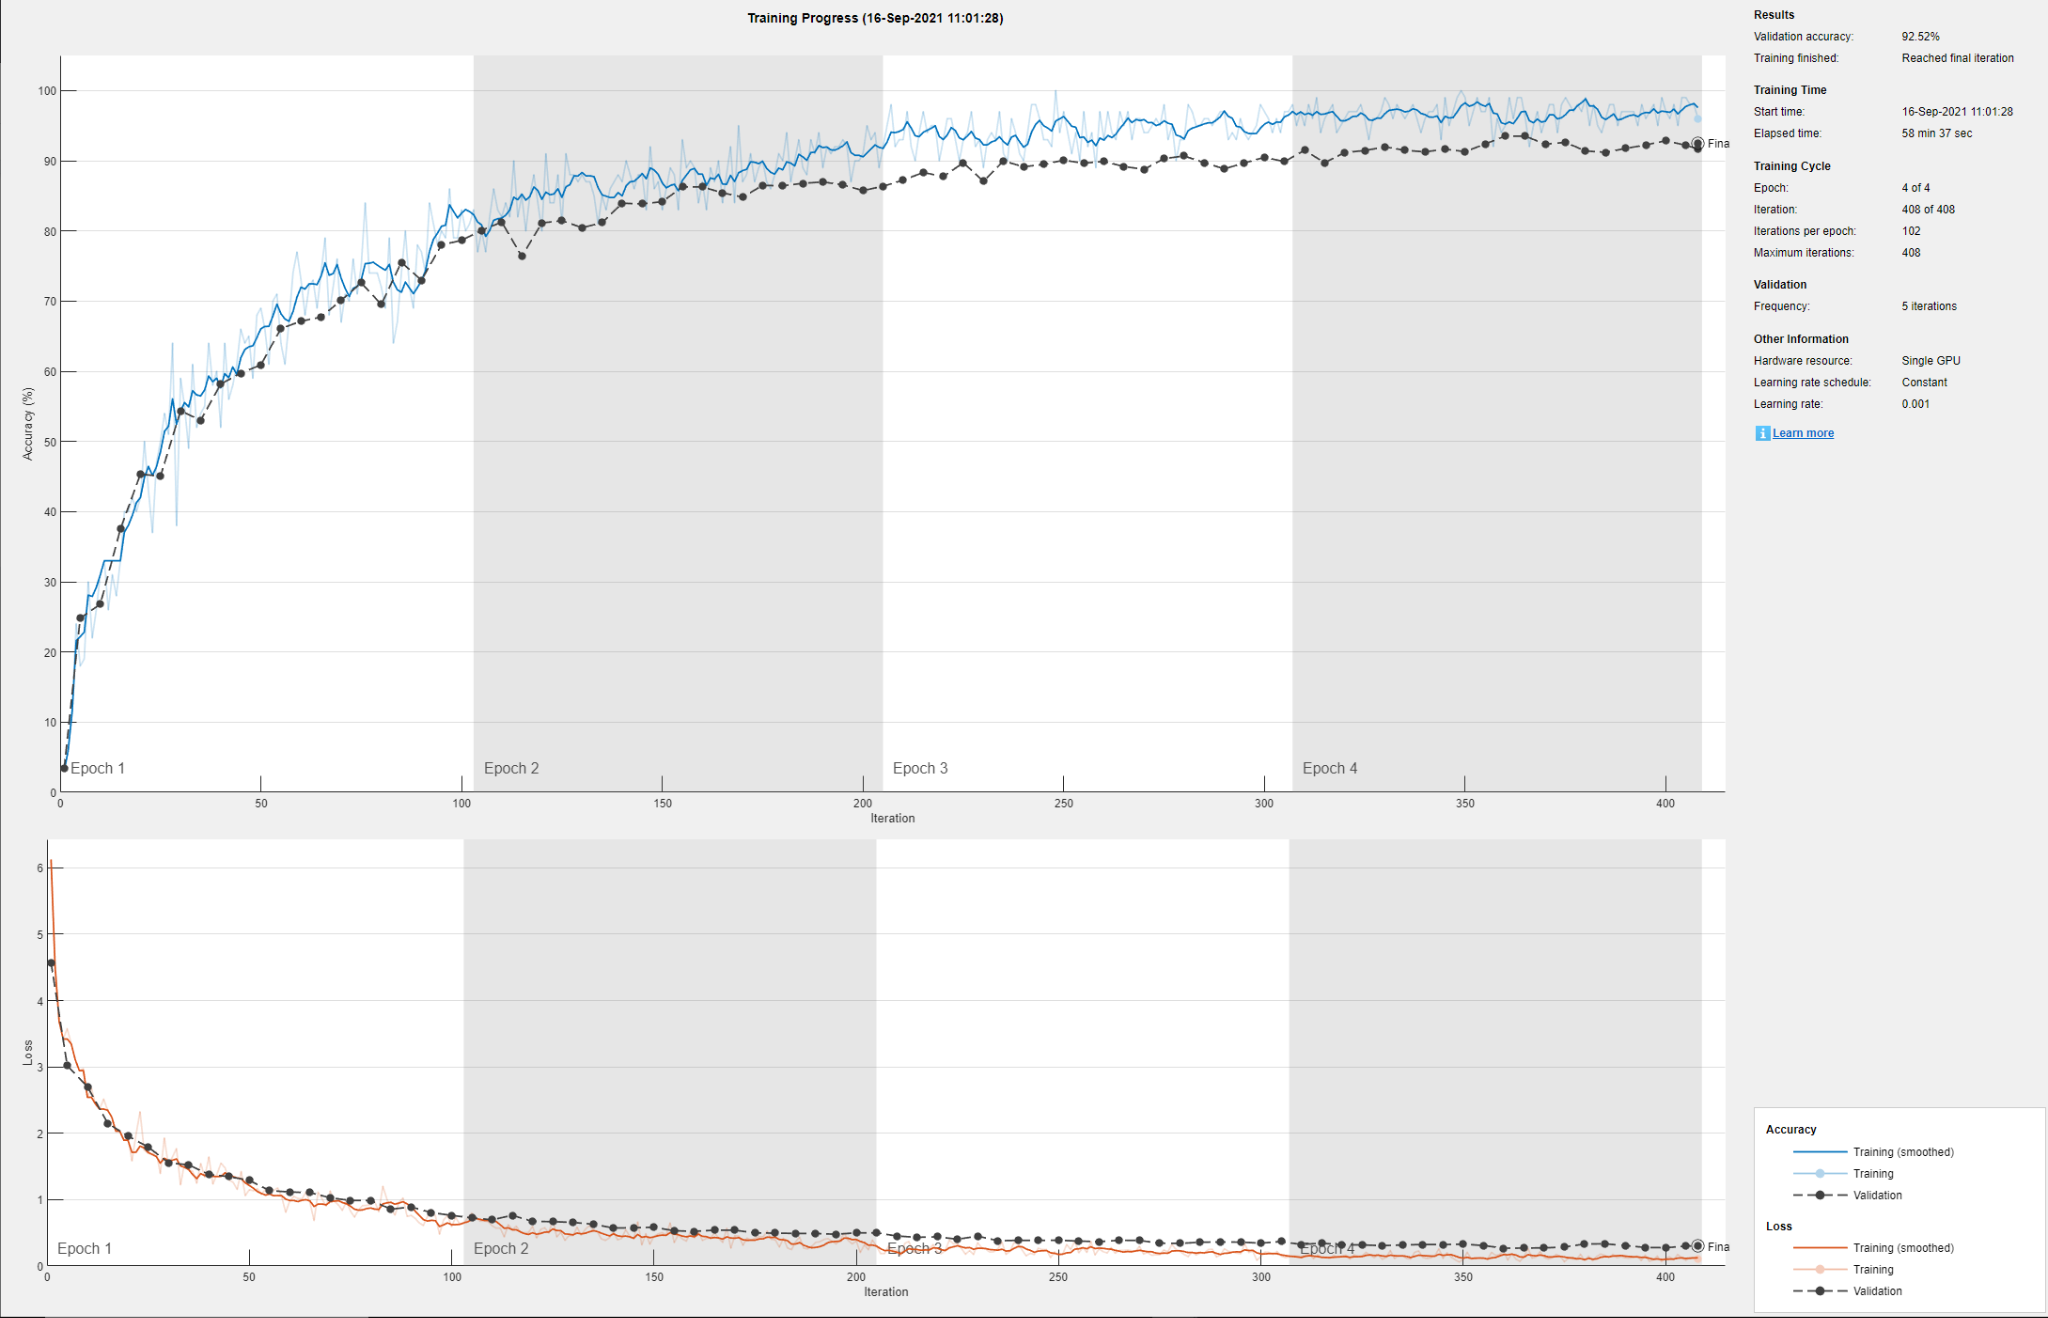 Training Progress (16-Sep-2021 11:01:28)
100
90
80
70
60
50
40
30
20
10
0
Accuracy (%)
Epoch 1
Epoch 2
Epoch 3
Epoch 4
Fina
0
50
100
150
200
250
300
350
400
Iteration
6
5
4
3
2
1
0
Loss
Epoch 1
Epoch 2
Epoch 3
Epoch 4
Fina
0
50
100
150
200
250
300
350
400
Iteration
Results
Validation accuracy: 92.52%
Training finished: Reached final iteration
Training Time
Start time: 16-Sep-2021 11:01:28
Elapsed time: 58 min 37 sec
Training Cycle
Epoch: 4 of 4
Iteration: 408 of 408
Iterations per epoch: 102
Maximum iterations: 408
Validation
Frequency: 5 iterations
Other Information
Hardware resource: Single GPU
Learning rate schedule: Constant
Learning rate: 0.001
i Learn more
Accuracy
Training (smoothed)
Training
Validation
Loss
Training (smoothed)
Training
Validation